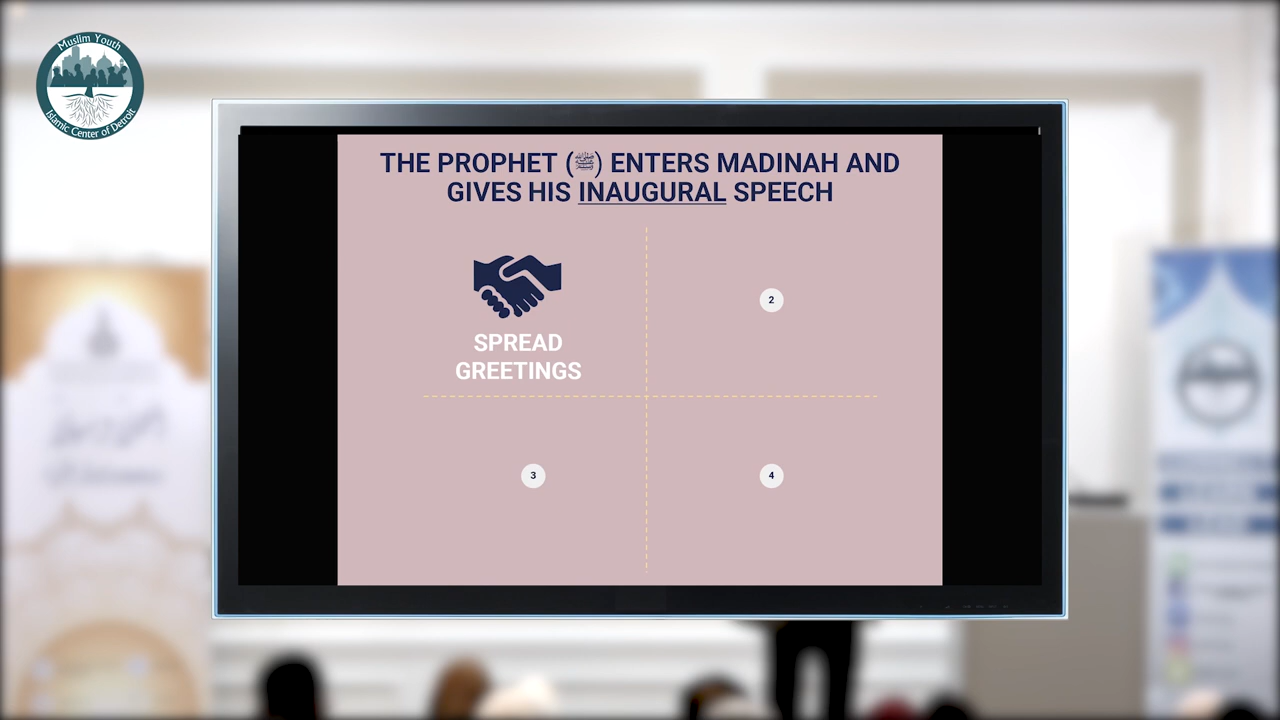 Muslim Youth
Islamic Center of Detroit
THE PROPHET (ﷺ) ENTERS MADINAH AND
GIVES HIS INAUGURAL SPEECH
SPREAD
GREETINGS
2
3
4